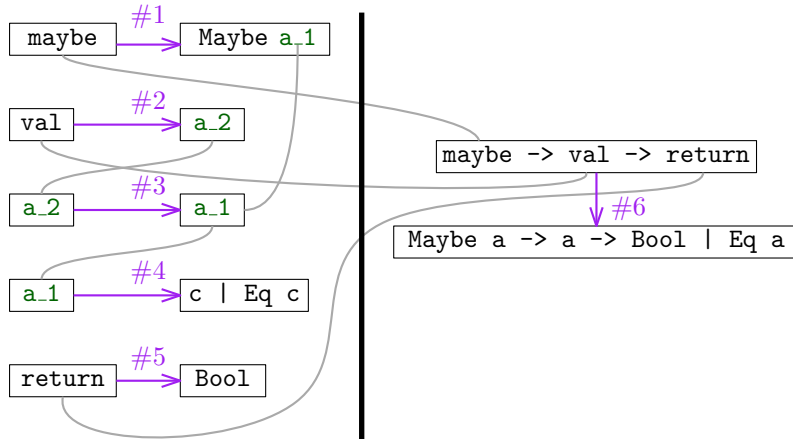 #1
maybe Maybe a_1
#2
val a_2
#3
a_2 a_1
#4
a_1 c | Eq c
#5
return Bool
maybe -> val -> return
#6
Maybe a -> a -> Bool | Eq a